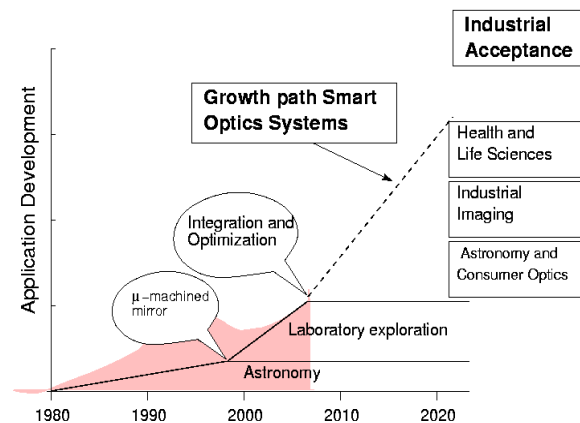 Industrial
Acceptance
Growth path Smart
Optics Systems
Health and
Life Sciences
Industrial
Imaging
Astronomy and
Consumer Optics
Integration and
Optimization
μ-machined
mirror
Laboratory exploration
Astronomy
Application Development
1980
1990
2000
2010
2020